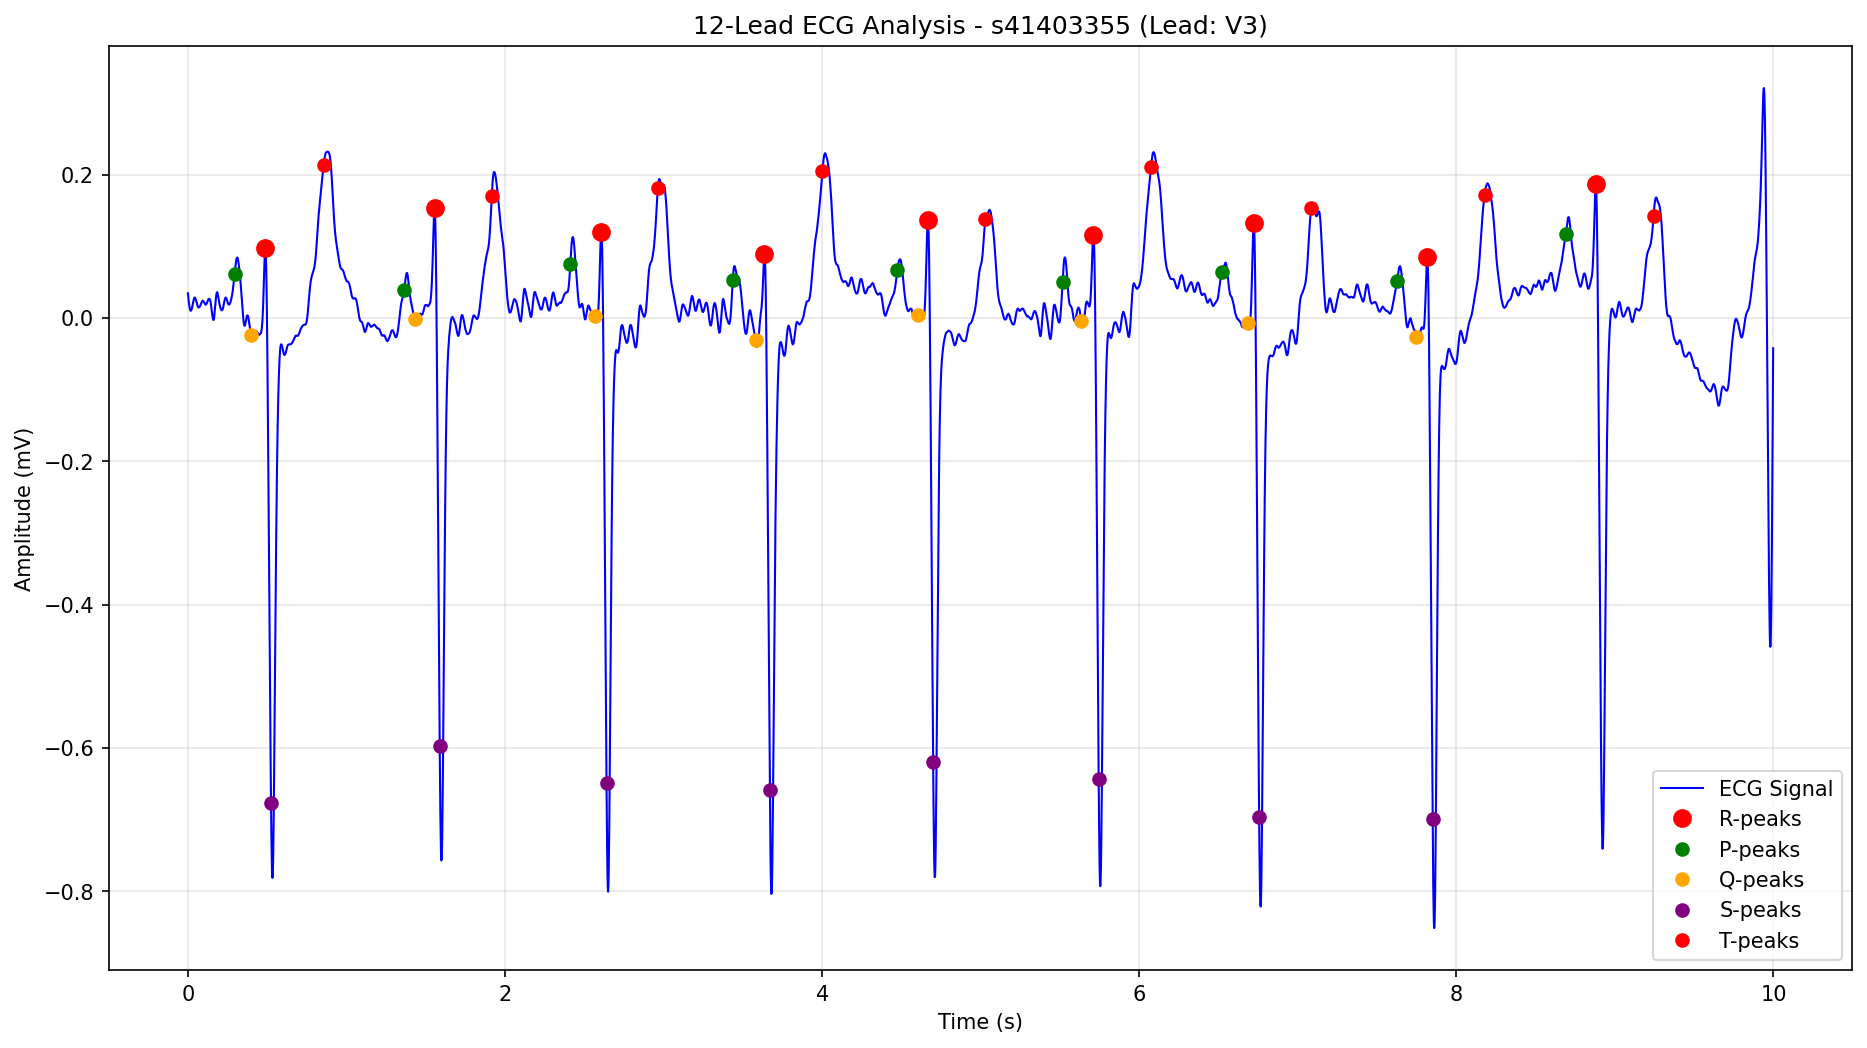 12-Lead ECG Analysis - s41403355 (Lead: V3)
Amplitude (mV)
0.2
0.0
−0.2
−0.4
−0.6
−0.8
ECG Signal
R-peaks
P-peaks
Q-peaks
S-peaks
T-peaks
0 2 4 6 8 10
Time (s)